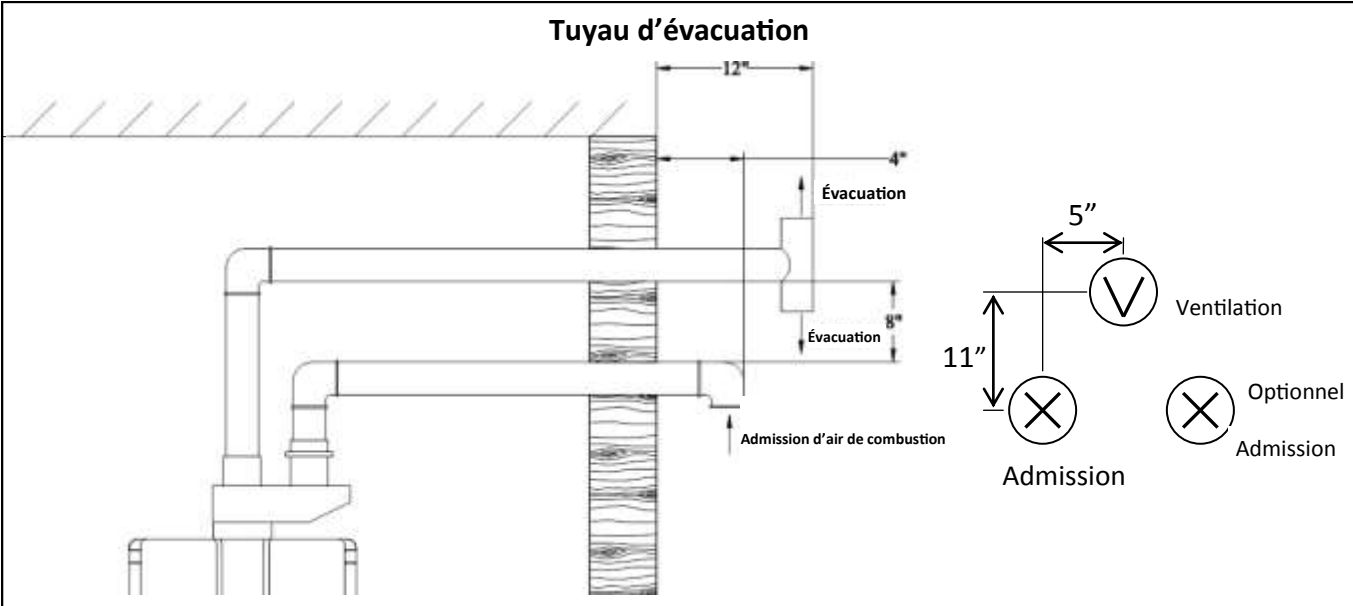 Tuyau d’évacuation
12"
4"
Évacuation
8"
Évacuation
Admission d’air de combustion
5”
Ventilation
11”
Optionnel
Admission
Admission